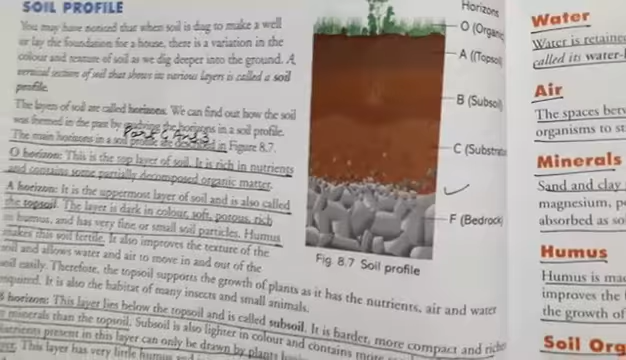 SOIL PROFILE
You may have noticed that when soil is dug to make a well
or lay the foundation for a house, there is a variation in the
colour and texture of soil as we dig deeper into the ground. A
vertical section of soil that shows its various layers is called a soil
profile.
The layers of soil are called horizons. We can find out how the soil
was formed in the past by studying the horizons in a soil profile.
The main horizons in a soil profile are in Figure 8.7.
O horizon: This is the top layer of soil. It is rich in nutrients
and contains some partially decomposed organic matter.
A horizon: It is the uppermost layer of soil and is also called
the topsoil. The layer is dark in colour, soft, porous, rich
in humus, and has very fine or small soil particles. Humus
makes this soil fertile. It also improves the texture of the
soil and allows water and air to move in and out of the
soil easily. Therefore, the topsoil supports the growth of plants as it has the nutrients, air and water
required. It is also the habitat of many insects and small animals.
B horizon: This layer lies below the topsoil and is called subsoil. It is harder, more compact and
minerals than the topsoil. Subsoil is also lighter in colour and contains more
nutrients present in this layer can only be drawn by plants
This layer has very little humus
Horizons
O (Organi
A (Topsoi
B (Subsoi
C (Substrat
F (Bedrock)
Fig. 8.7 Soil profile
Water
Water is retaine
called its water-
Air
The spaces betw
organisms to st
Minerals
Sand and clay
magnesium, p
absorbed as so
Humus
Humus is ma
improves the
the growth of
Soil Org